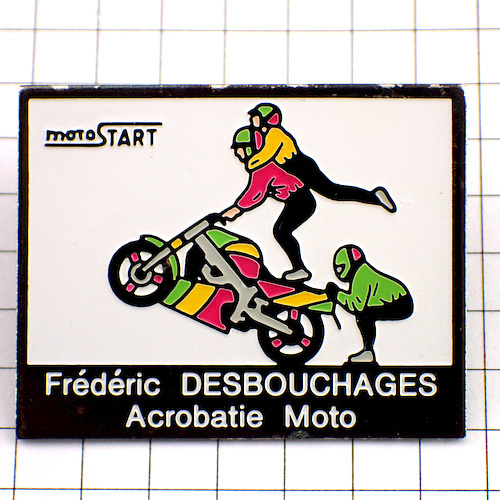 motoSTART
Frédéric DESBOUCHAGES
Acrobatie Moto